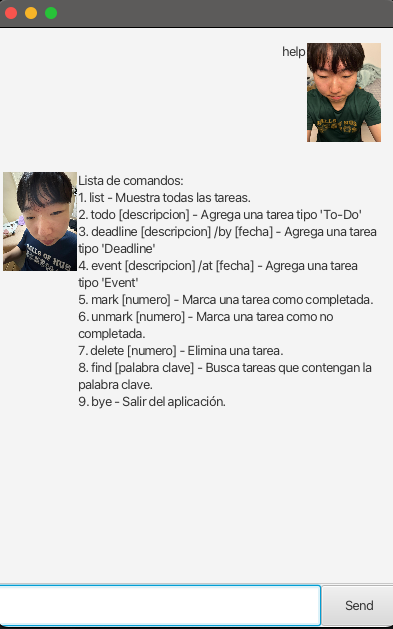 help
Lista de comandos:
1. list - Muestra todas las tareas.
2. todo [descripcion] - Agrega una tarea tipo 'To-Do'
3. deadline [descripcion] /by [fecha] - Agrega una tarea
tipo 'Deadline'
4. event [descripcion] /at [fecha] - Agrega una tarea
tipo 'Event'
5. mark [numero] - Marca una tarea como completada.
6. unmark [numero] - Marca una tarea como no
completada.
7. delete [numero] - Elimina una tarea.
8. find [palabra clave] - Busca tareas que contengan la
palabra clave.
9. bye - Salir del aplicación.
Send